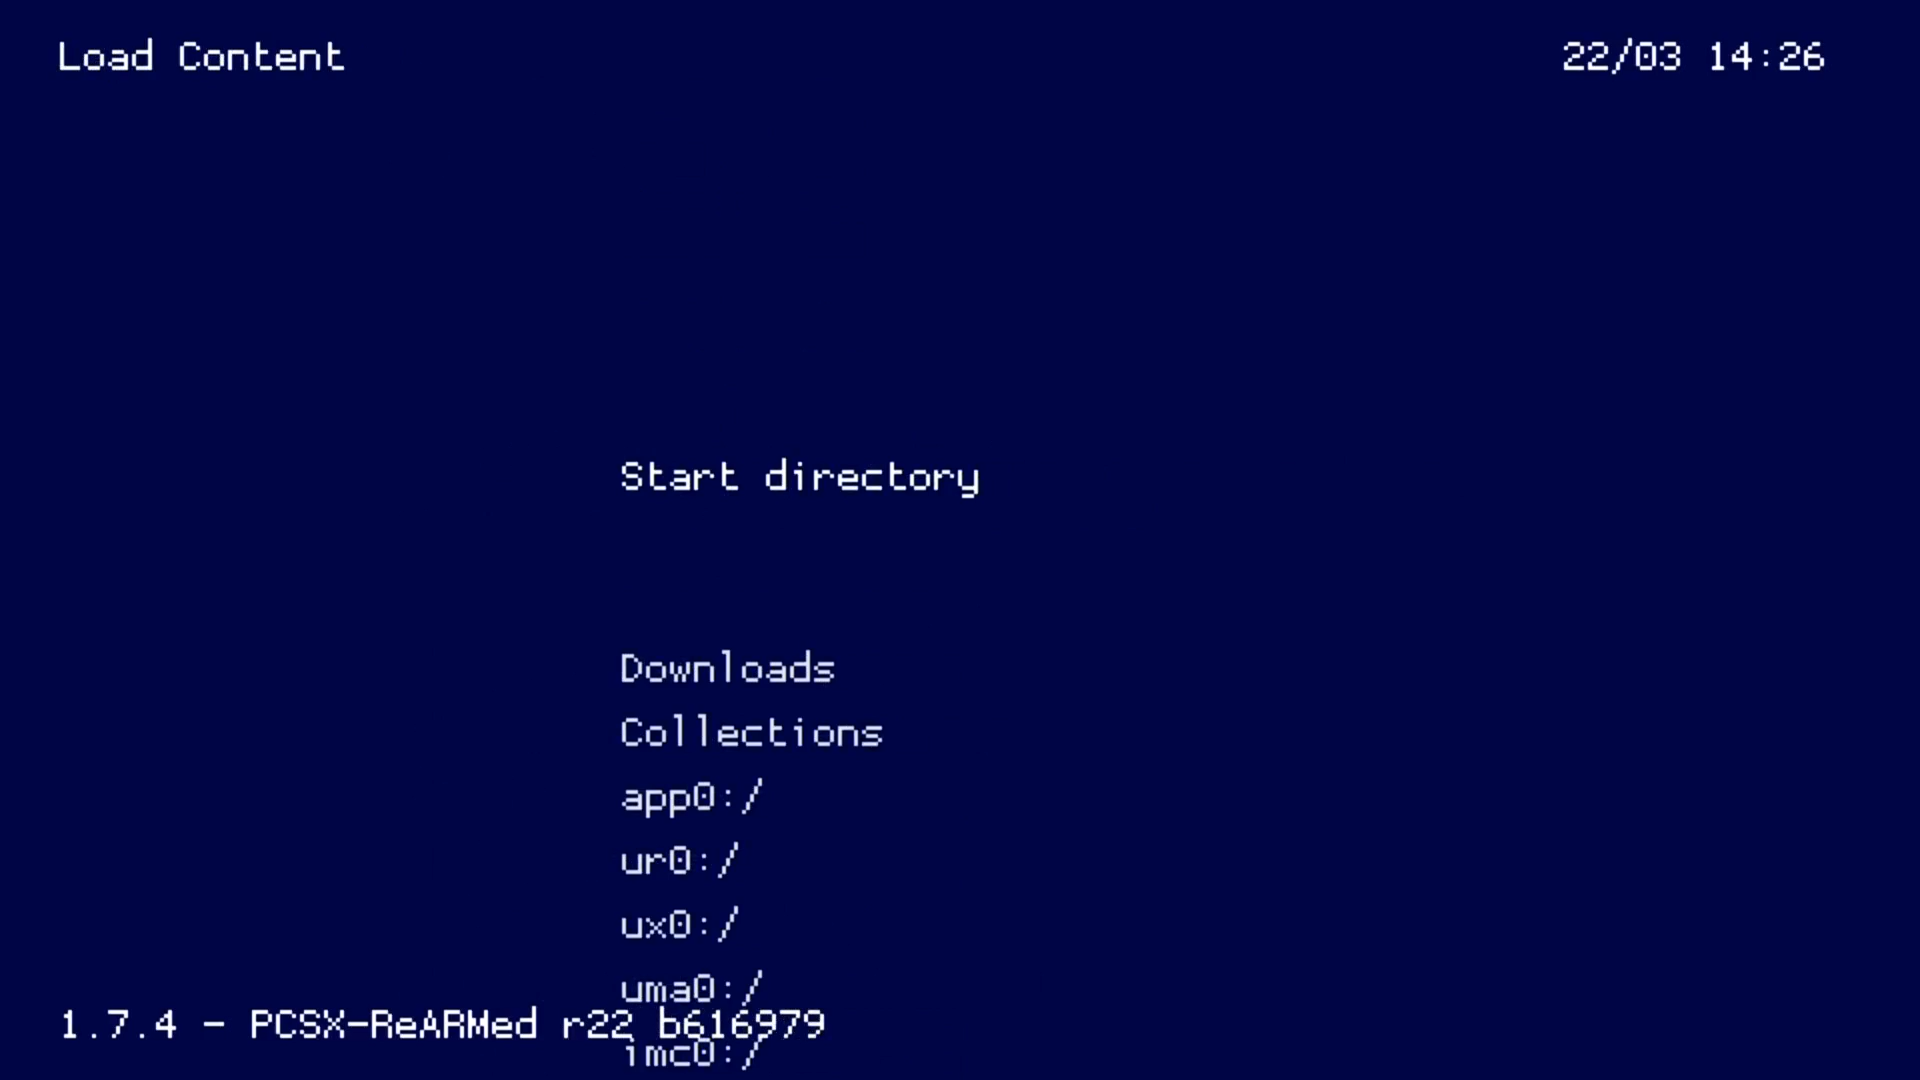 Load Content 22/03 14:26
Start directory
Downloads
Collections
app0:/
ur0:/
ux0:/
uma0:/
1.7.4 - PCSX-ReARMed r22 b616979
imc0:/